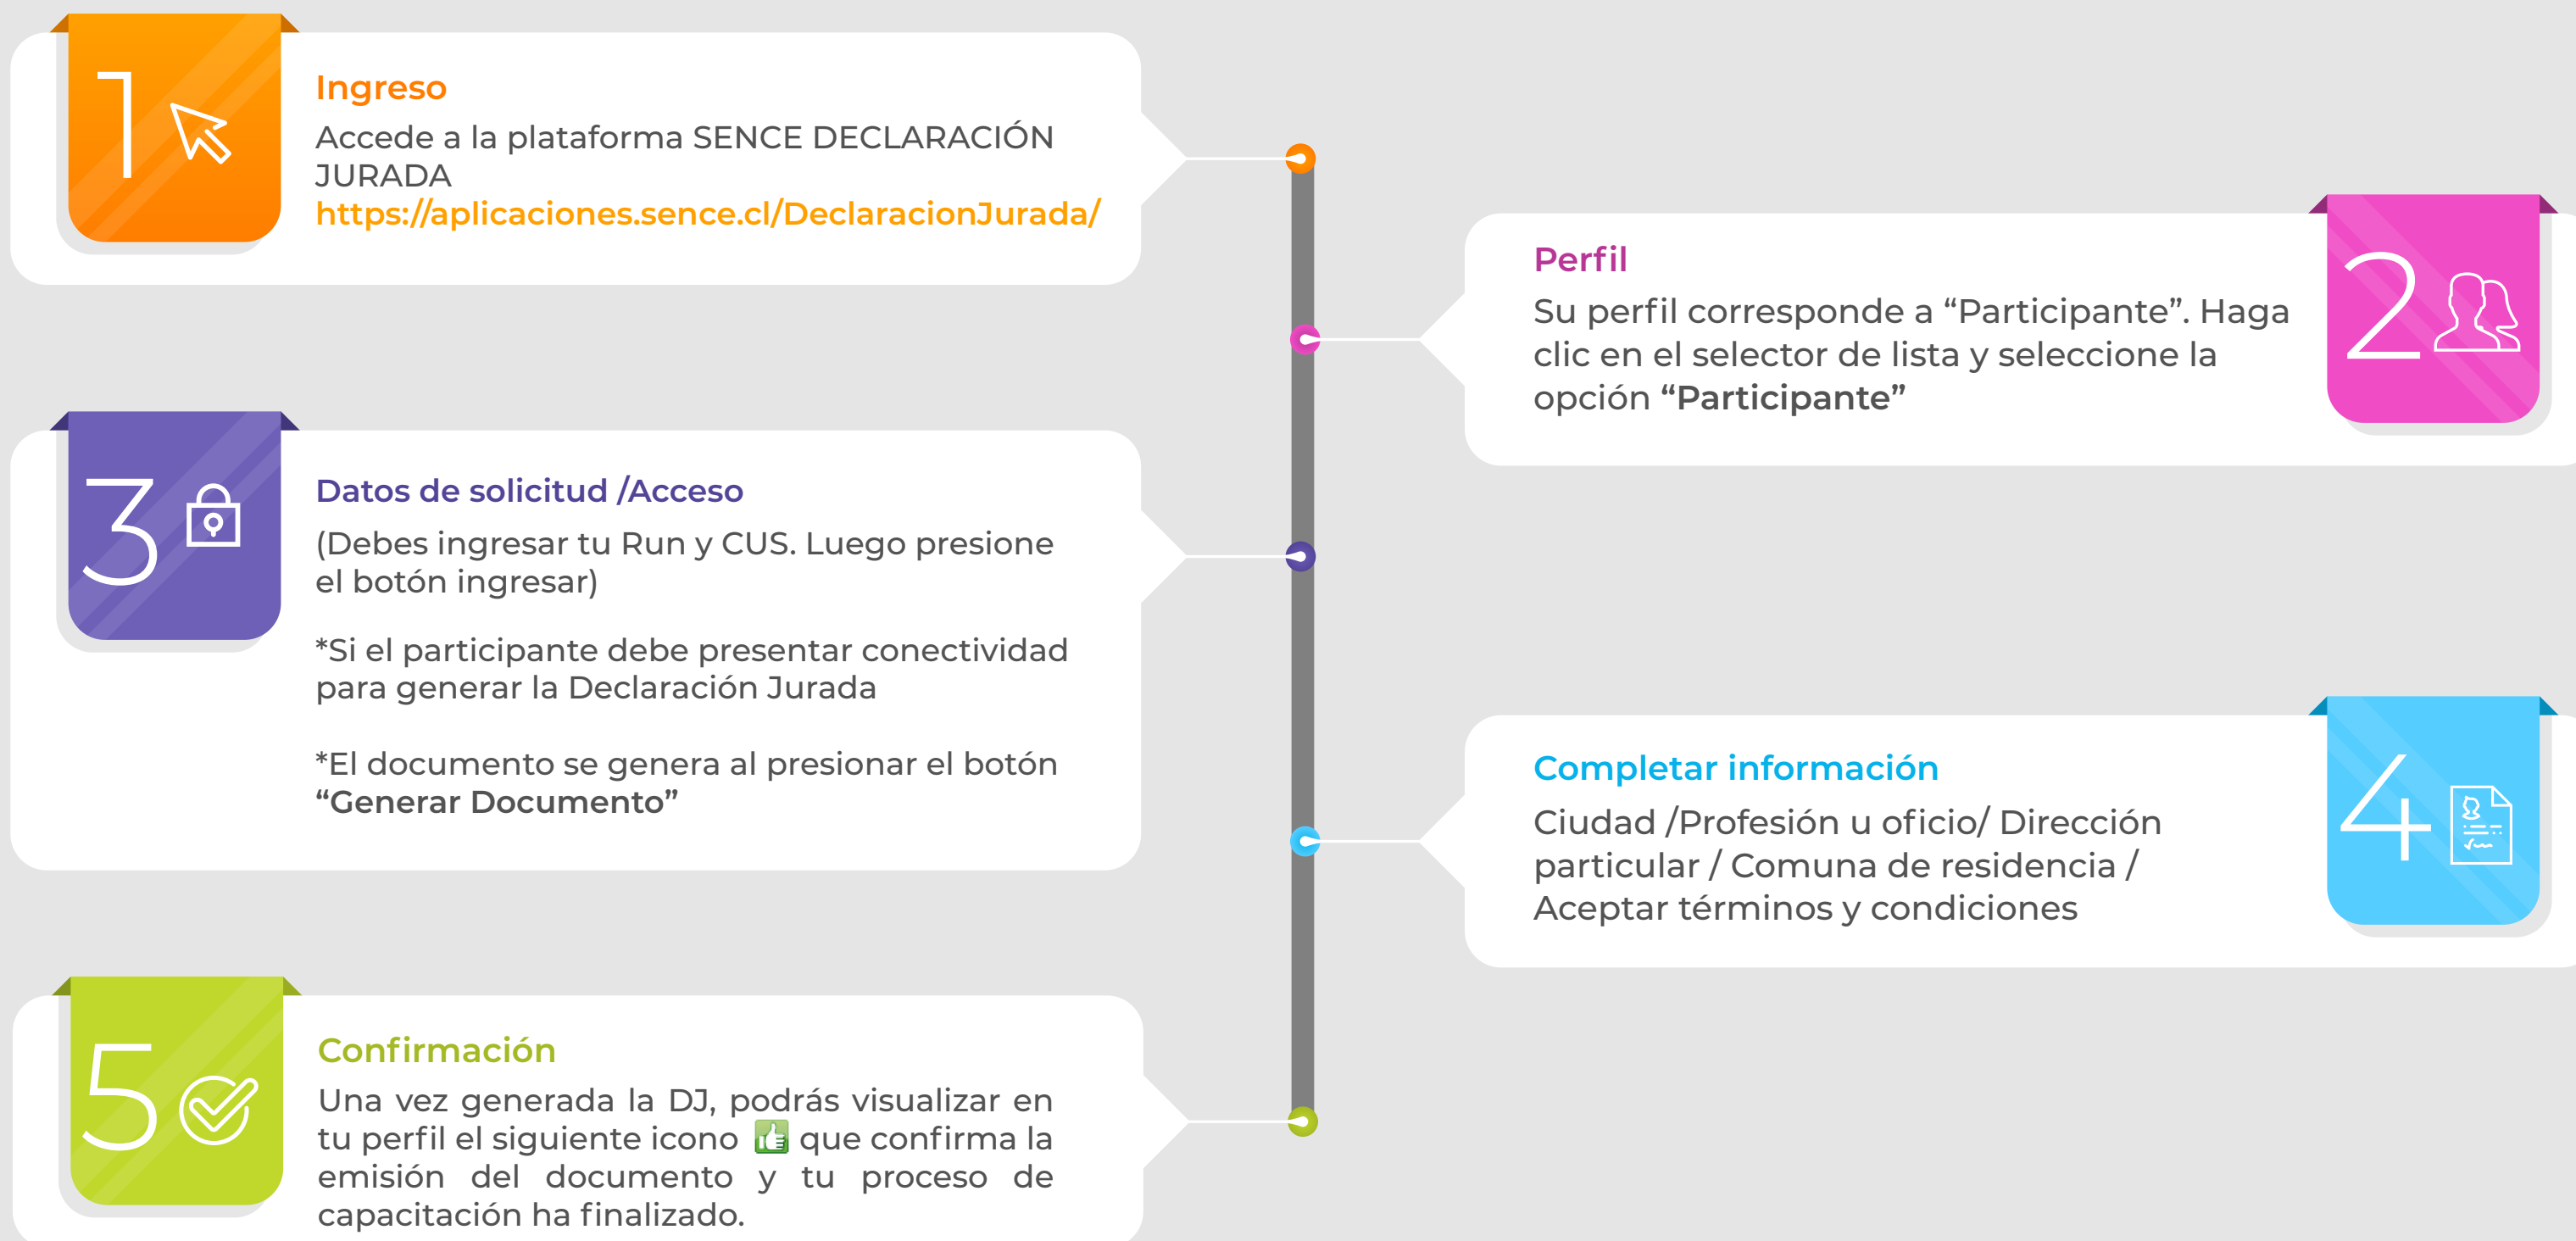 1
Ingreso
Accede a la plataforma SENCE DECLARACIÓN
JURADA
https://aplicaciones.sence.cl/DeclaracionJurada/
2
Perfil
Su perfil corresponde a “Participante”. Haga
clic en el selector de lista y seleccione la
opción “Participante”
3
Datos de solicitud /Acceso
(Debes ingresar tu Run y CUS. Luego presione
el botón ingresar)
*Si el participante debe presentar conectividad
para generar la Declaración Jurada
*El documento se genera al presionar el botón
“Generar Documento”
4
Completar información
Ciudad /Profesión u oficio/ Dirección
particular / Comuna de residencia /
Aceptar términos y condiciones
5
Confirmación
Una vez generada la DJ, podrás visualizar en
tu perfil el siguiente icono que confirma la
emisión del documento y tu proceso de
capacitación ha finalizado.